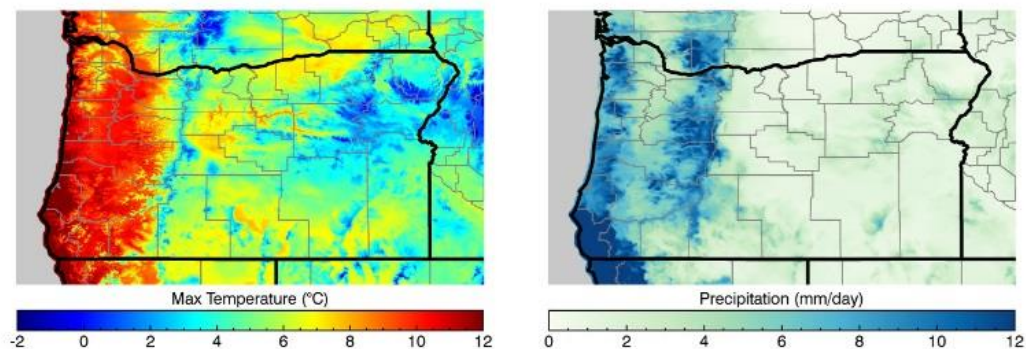 Max Temperature (°C)
-2 0 2 4 6 8 10 12
Precipitation (mm/day)
0 2 4 6 8 10 12